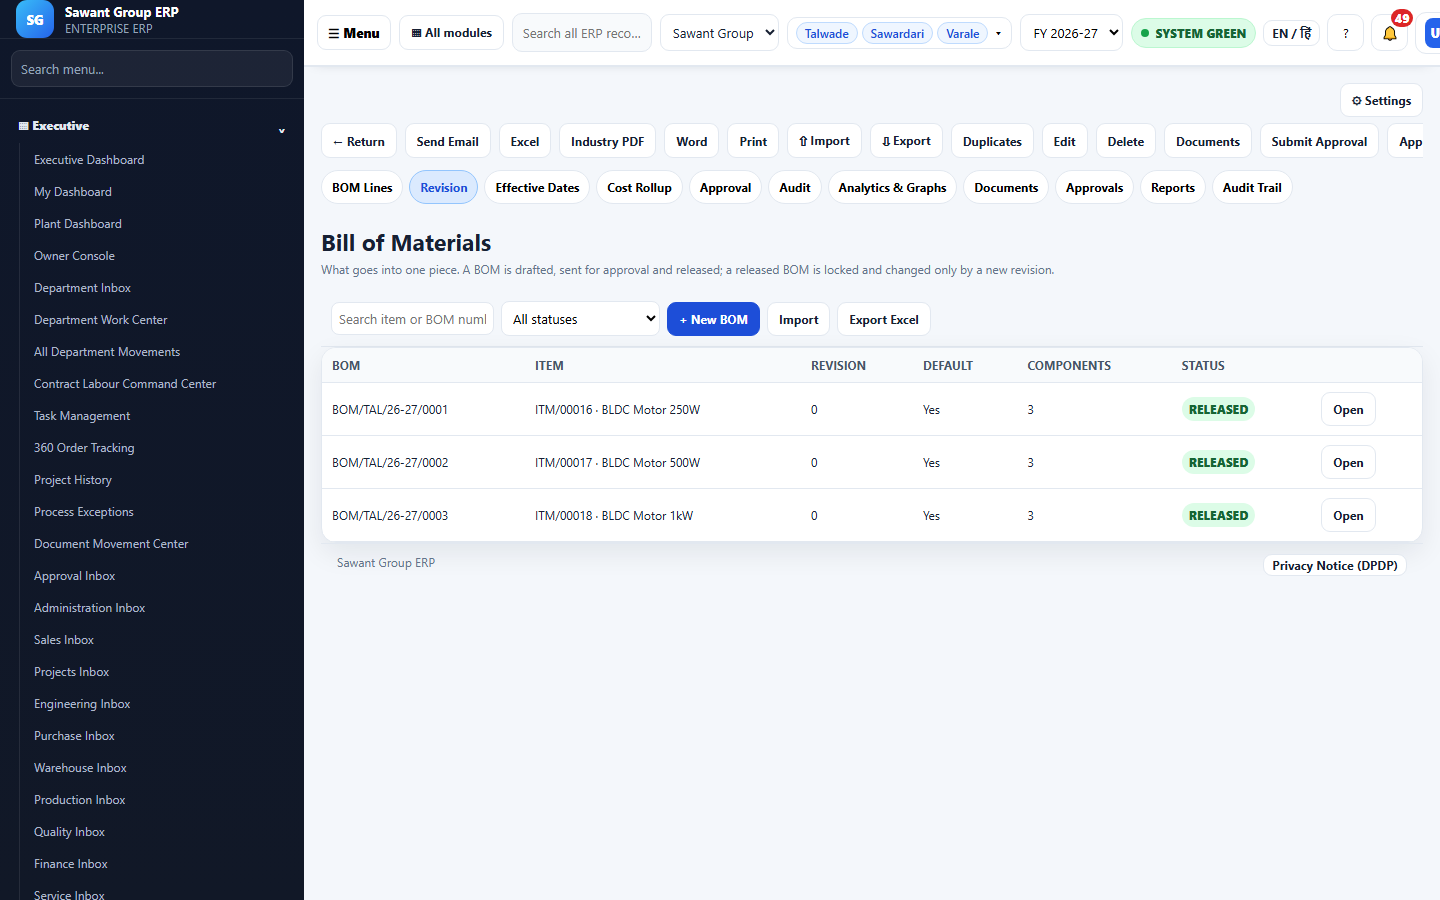 SG
Sawant Group ERP
ENTERPRISE ERP
Search menu...
Executive
Executive Dashboard
My Dashboard
Plant Dashboard
Owner Console
Department Inbox
Department Work Center
All Department Movements
Contract Labour Command Center
Task Management
360 Order Tracking
Project History
Process Exceptions
Document Movement Center
Approval Inbox
Administration Inbox
Sales Inbox
Projects Inbox
Engineering Inbox
Purchase Inbox
Warehouse Inbox
Production Inbox
Quality Inbox
Finance Inbox
Service Inbox
☰ Menu
All modules
Search all ERP reco...
Sawant Group
Talwade Sawardari Varale
FY 2026-27
SYSTEM GREEN
EN / हिं
?
49
U
⚙ Settings
← Return Send Email Excel Industry PDF Word Print ⇧ Import ⇩ Export Duplicates Edit Delete Documents Submit Approval App
BOM Lines Revision Effective Dates Cost Rollup Approval Audit Analytics & Graphs Documents Approvals Reports Audit Trail
Bill of Materials
What goes into one piece. A BOM is drafted, sent for approval and released; a released BOM is locked and changed only by a new revision.
Search item or BOM numl All statuses + New BOM Import Export Excel
BOM ITEM REVISION DEFAULT COMPONENTS STATUS
BOM/TAL/26-27/0001 ITM/00016 · BLDC Motor 250W 0 Yes 3 RELEASED Open
BOM/TAL/26-27/0002 ITM/00017 · BLDC Motor 500W 0 Yes 3 RELEASED Open
BOM/TAL/26-27/0003 ITM/00018 · BLDC Motor 1kW 0 Yes 3 RELEASED Open
Sawant Group ERP
Privacy Notice (DPDP)